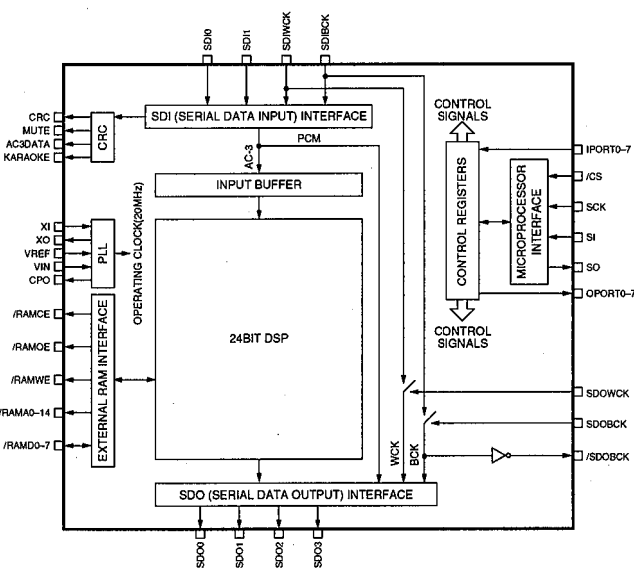 SDI0
SDI1
SDIWCK
SDIBCK
SDI (SERIAL DATA INPUT) INTERFACE
CRC
MUTE
AC3DATA
KARAOKE
CRC
AC-3
PCM
INPUT BUFFER
CONTROL
SIGNALS
CONTROL REGISTERS
MICROPROCESSOR
INTERFACE
CONTROL
SIGNALS
IPORT0-7
/CS
SCK
SI
SO
OPORT0-7
XI
XO
VREF
VIN
CPO
PLL
OPERATING CLOCK(20MHz)
24BIT DSP
/RAMCE
/RAMOE
/RAMWE
/RAMA0-14
/RAMD0-7
EXTERNAL RAM INTERFACE
SDOWCK
SDOBCK
/SDOBCK
WCK
BCK
SDO (SERIAL DATA OUTPUT) INTERFACE
SDO0
SDO1
SDO2
SDO3